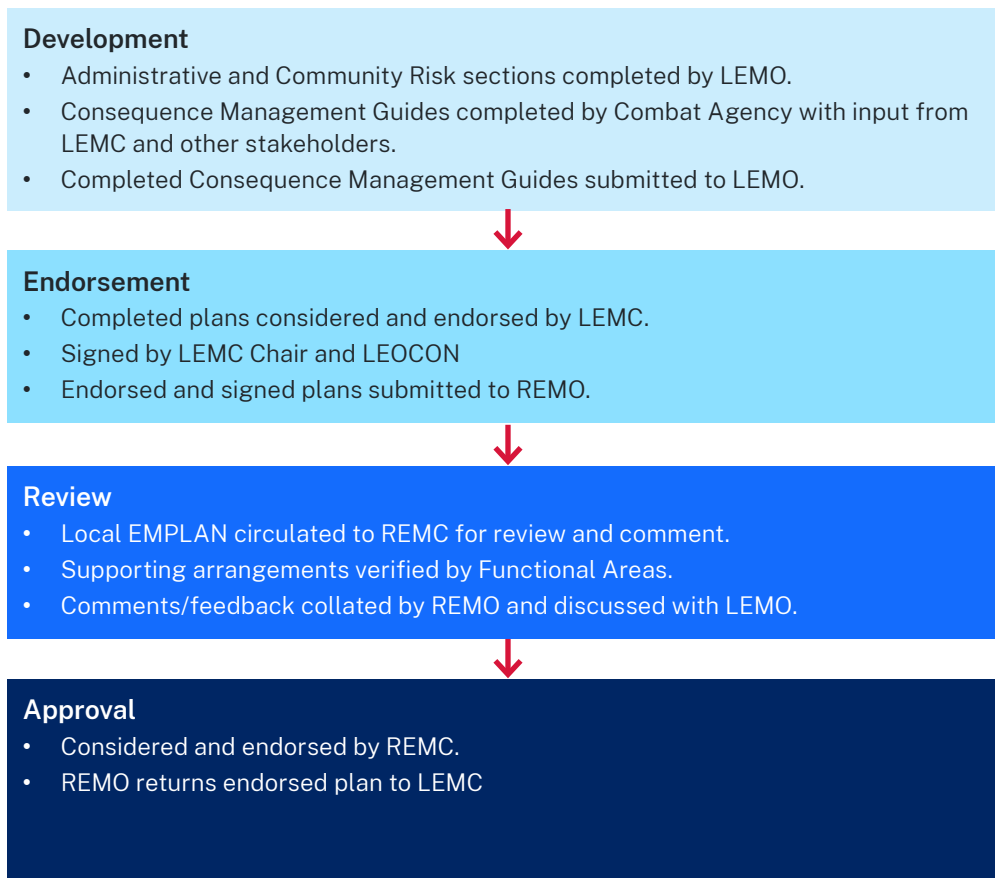 Development
• Administrative and Community Risk sections completed by LEMO.
• Consequence Management Guides completed by Combat Agency with input from
LEMC and other stakeholders.
• Completed Consequence Management Guides submitted to LEMO.
Endorsement
• Completed plans considered and endorsed by LEMC.
• Signed by LEMC Chair and LEOCON
• Endorsed and signed plans submitted to REMO.
Review
• Local EMPLAN circulated to REMC for review and comment.
• Supporting arrangements verified by Functional Areas.
• Comments/feedback collated by REMO and discussed with LEMO.
Approval
• Considered and endorsed by REMC.
• REMO returns endorsed plan to LEMC